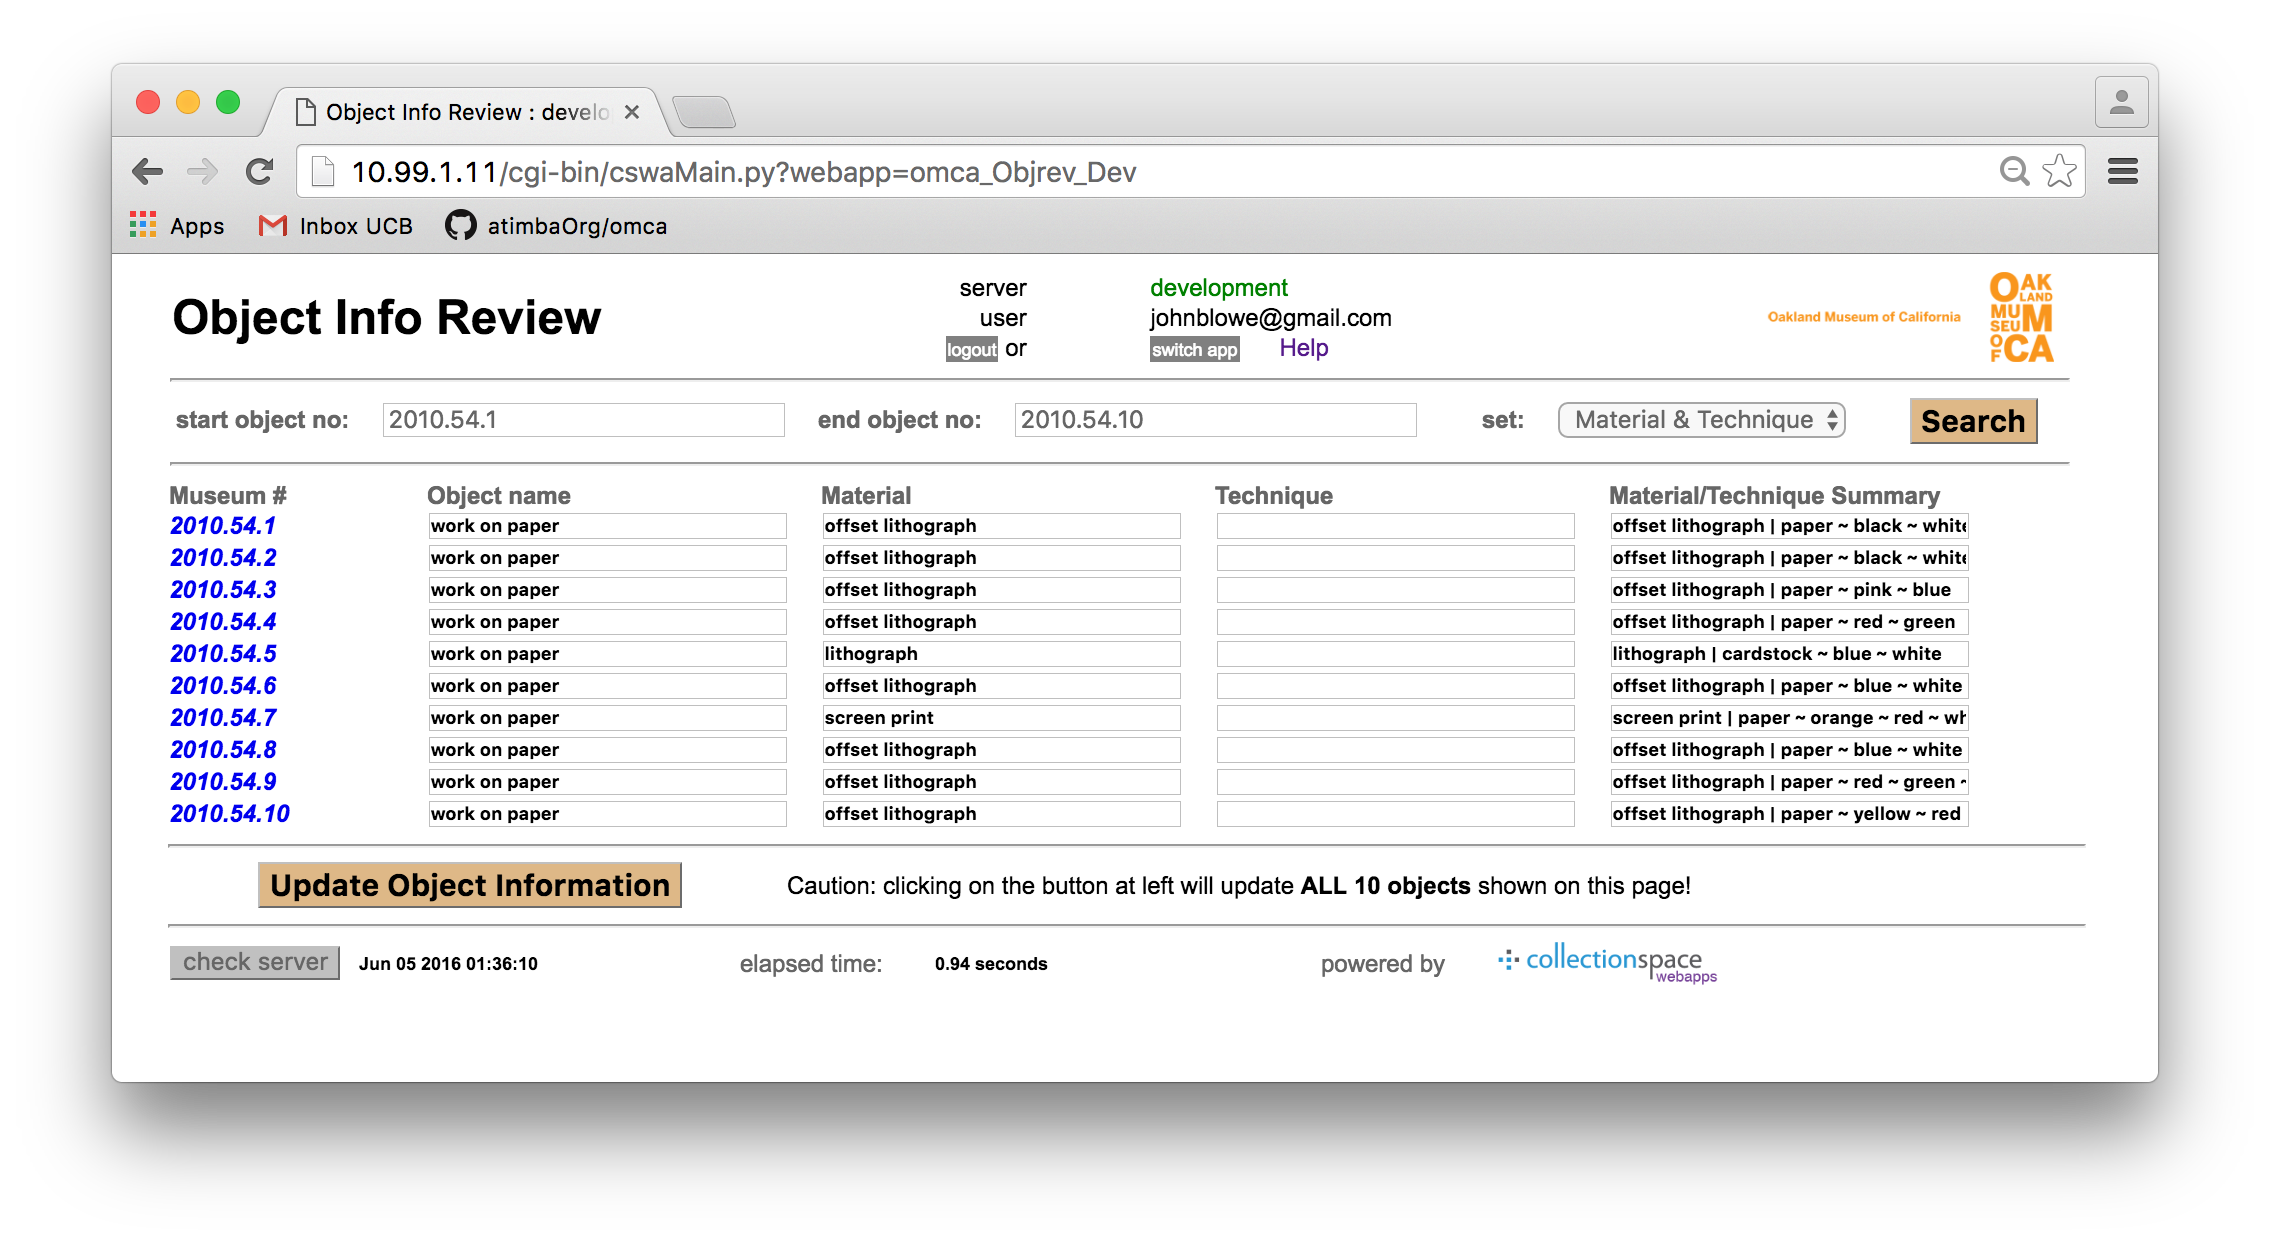 Object Info Review : develo
10.99.1.11/cgi-bin/cswaMain.py?webapp=omca_Objrev_Dev
Apps Inbox UCB atimbaOrg/omca
Object Info Review
server development
user johnblowe@gmail.com
logout or switch app Help
Oakland Museum of California
OAK
LAND
MU
SEUM
OF
CA
start object no: 2010.54.1 end object no: 2010.54.10 set: Material & Technique Search
Museum # Object name Material Technique Material/Technique Summary
2010.54.1 work on paper offset lithograph offset lithograph | paper ~ black ~ white
2010.54.2 work on paper offset lithograph offset lithograph | paper ~ black ~ white
2010.54.3 work on paper offset lithograph offset lithograph | paper ~ pink ~ blue
2010.54.4 work on paper offset lithograph offset lithograph | paper ~ red ~ green
2010.54.5 work on paper lithograph lithograph | cardstock ~ blue ~ white
2010.54.6 work on paper offset lithograph offset lithograph | paper ~ blue ~ white
2010.54.7 work on paper screen print screen print | paper ~ orange ~ red ~ wh
2010.54.8 work on paper offset lithograph offset lithograph | paper ~ blue ~ white
2010.54.9 work on paper offset lithograph offset lithograph | paper ~ red ~ green ~
2010.54.10 work on paper offset lithograph offset lithograph | paper ~ yellow ~ red
Update Object Information Caution: clicking on the button at left will update ALL 10 objects shown on this page!
check server Jun 05 2016 01:36:10 elapsed time: 0.94 seconds powered by collectionspace
webapps